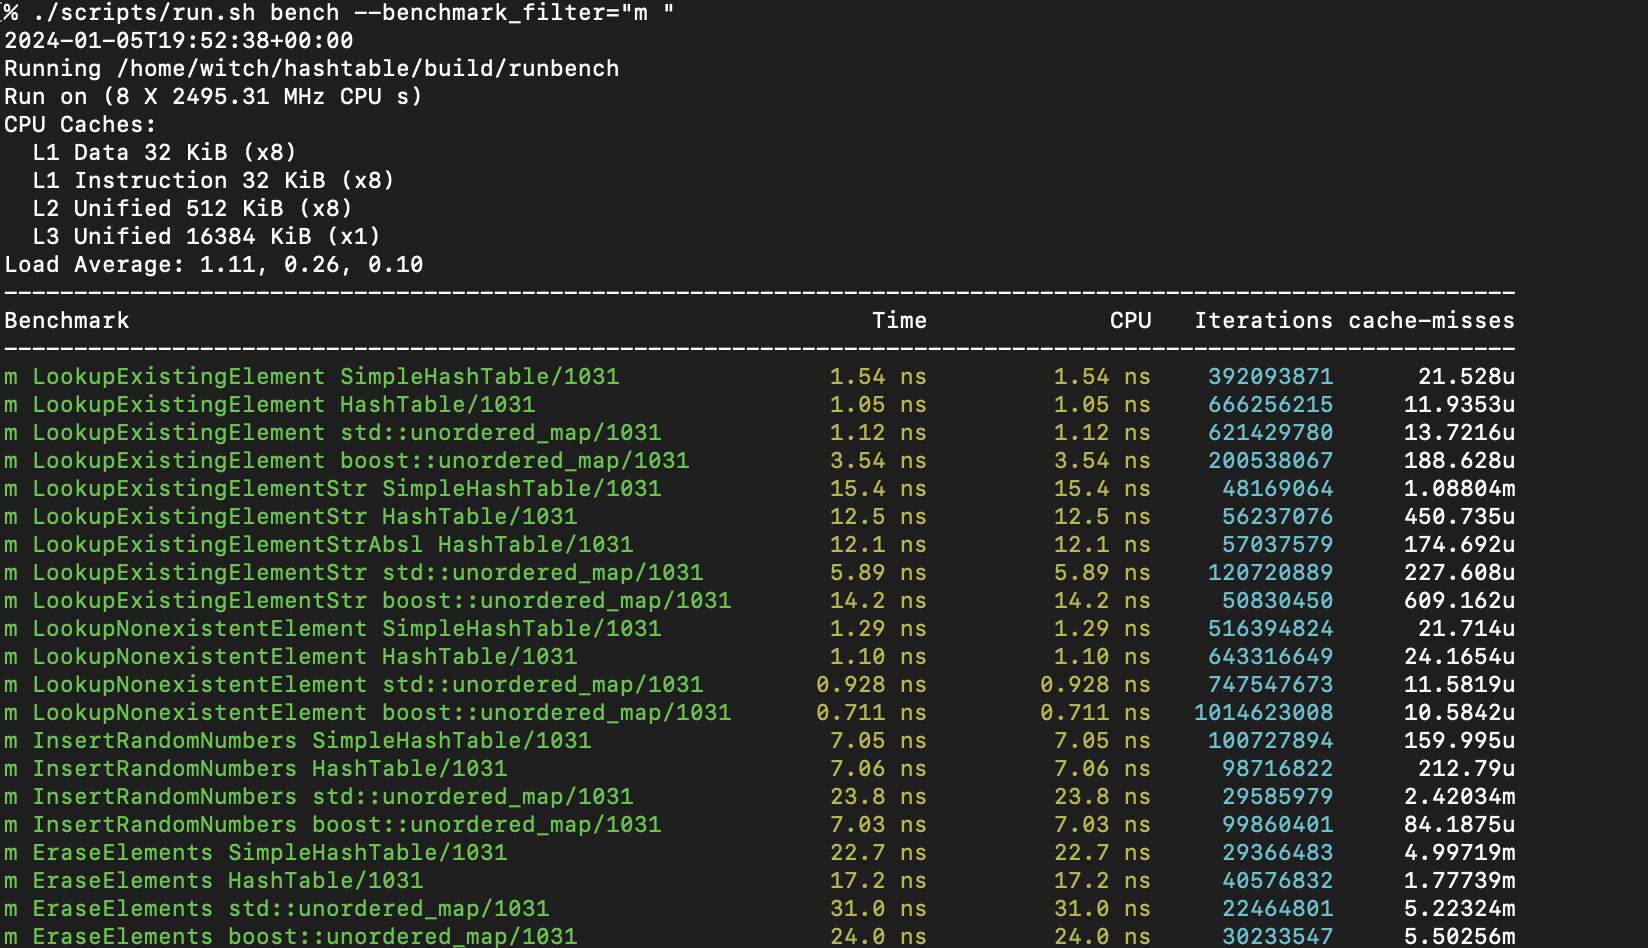 % ./scripts/run.sh bench --benchmark_filter="m "
2024-01-05T19:52:38+00:00
Running /home/witch/hashtable/build/runbench
Run on (8 X 2495.31 MHz CPU s)
CPU Caches:
  L1 Data 32 KiB (x8)
  L1 Instruction 32 KiB (x8)
  L2 Unified 512 KiB (x8)
  L3 Unified 16384 KiB (x1)
Load Average: 1.11, 0.26, 0.10
------------------------------------------------------------------------------------------------------------
Benchmark                                                     Time             CPU   Iterations cache-misses
------------------------------------------------------------------------------------------------------------
m LookupExistingElement SimpleHashTable/1031               1.54 ns         1.54 ns    392093871      21.528u
m LookupExistingElement HashTable/1031                     1.05 ns         1.05 ns    666256215     11.9353u
m LookupExistingElement std::unordered_map/1031            1.12 ns         1.12 ns    621429780     13.7216u
m LookupExistingElement boost::unordered_map/1031          3.54 ns         3.54 ns    200538067     188.628u
m LookupExistingElementStr SimpleHashTable/1031            15.4 ns         15.4 ns     48169064     1.08804m
m LookupExistingElementStr HashTable/1031                  12.5 ns         12.5 ns     56237076     450.735u
m LookupExistingElementStrAbsl HashTable/1031              12.1 ns         12.1 ns     57037579     174.692u
m LookupExistingElementStr std::unordered_map/1031         5.89 ns         5.89 ns    120720889     227.608u
m LookupExistingElementStr boost::unordered_map/1031       14.2 ns         14.2 ns     50830450     609.162u
m LookupNonexistentElement SimpleHashTable/1031            1.29 ns         1.29 ns    516394824      21.714u
m LookupNonexistentElement HashTable/1031                  1.10 ns         1.10 ns    643316649     24.1654u
m LookupNonexistentElement std::unordered_map/1031        0.928 ns        0.928 ns    747547673     11.5819u
m LookupNonexistentElement boost::unordered_map/1031      0.711 ns        0.711 ns   1014623008     10.5842u
m InsertRandomNumbers SimpleHashTable/1031                 7.05 ns         7.05 ns    100727894     159.995u
m InsertRandomNumbers HashTable/1031                       7.06 ns         7.06 ns     98716822      212.79u
m InsertRandomNumbers std::unordered_map/1031              23.8 ns         23.8 ns     29585979     2.42034m
m InsertRandomNumbers boost::unordered_map/1031            7.03 ns         7.03 ns     99860401     84.1875u
m EraseElements SimpleHashTable/1031                       22.7 ns         22.7 ns     29366483     4.99719m
m EraseElements HashTable/1031                             17.2 ns         17.2 ns     40576832     1.77739m
m EraseElements std::unordered_map/1031                    31.0 ns         31.0 ns     22464801     5.22324m
m EraseElements boost::unordered_map/1031                  24.0 ns         24.0 ns     30233547     5.50256m